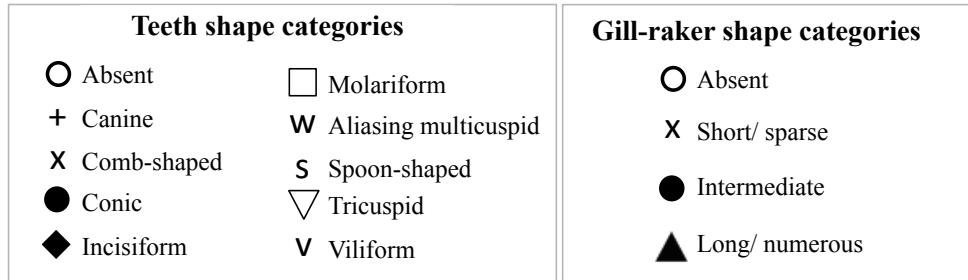 Teeth shape categories
Absent
+ Canine
x Comb-shaped
Conic
Incisiform
Molariform
w Aliasing multicuspid
s Spoon-shaped
Tricuspid
v Viliform
Gill-raker shape categories
Absent
x Short/ sparse
Intermediate
Long/ numerous